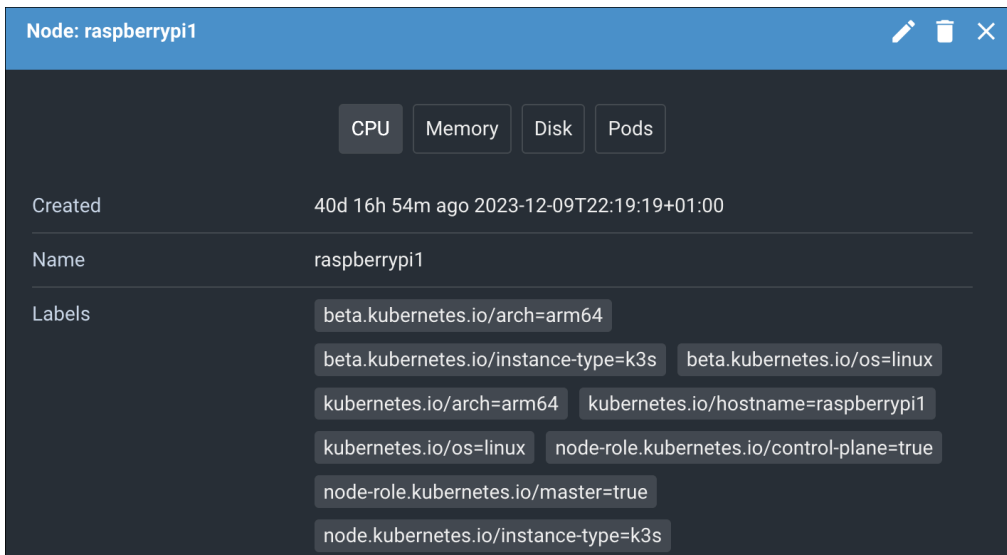 Node: raspberrypi1
CPU Memory Disk Pods
Created 40d 16h 54m ago 2023-12-09T22:19:19+01:00
Name raspberrypi1
Labels beta.kubernetes.io/arch=arm64
beta.kubernetes.io/instance-type=k3s beta.kubernetes.io/os=linux
kubernetes.io/arch=arm64 kubernetes.io/hostname=raspberrypi1
kubernetes.io/os=linux node-role.kubernetes.io/control-plane=true
node-role.kubernetes.io/master=true
node.kubernetes.io/instance-type=k3s